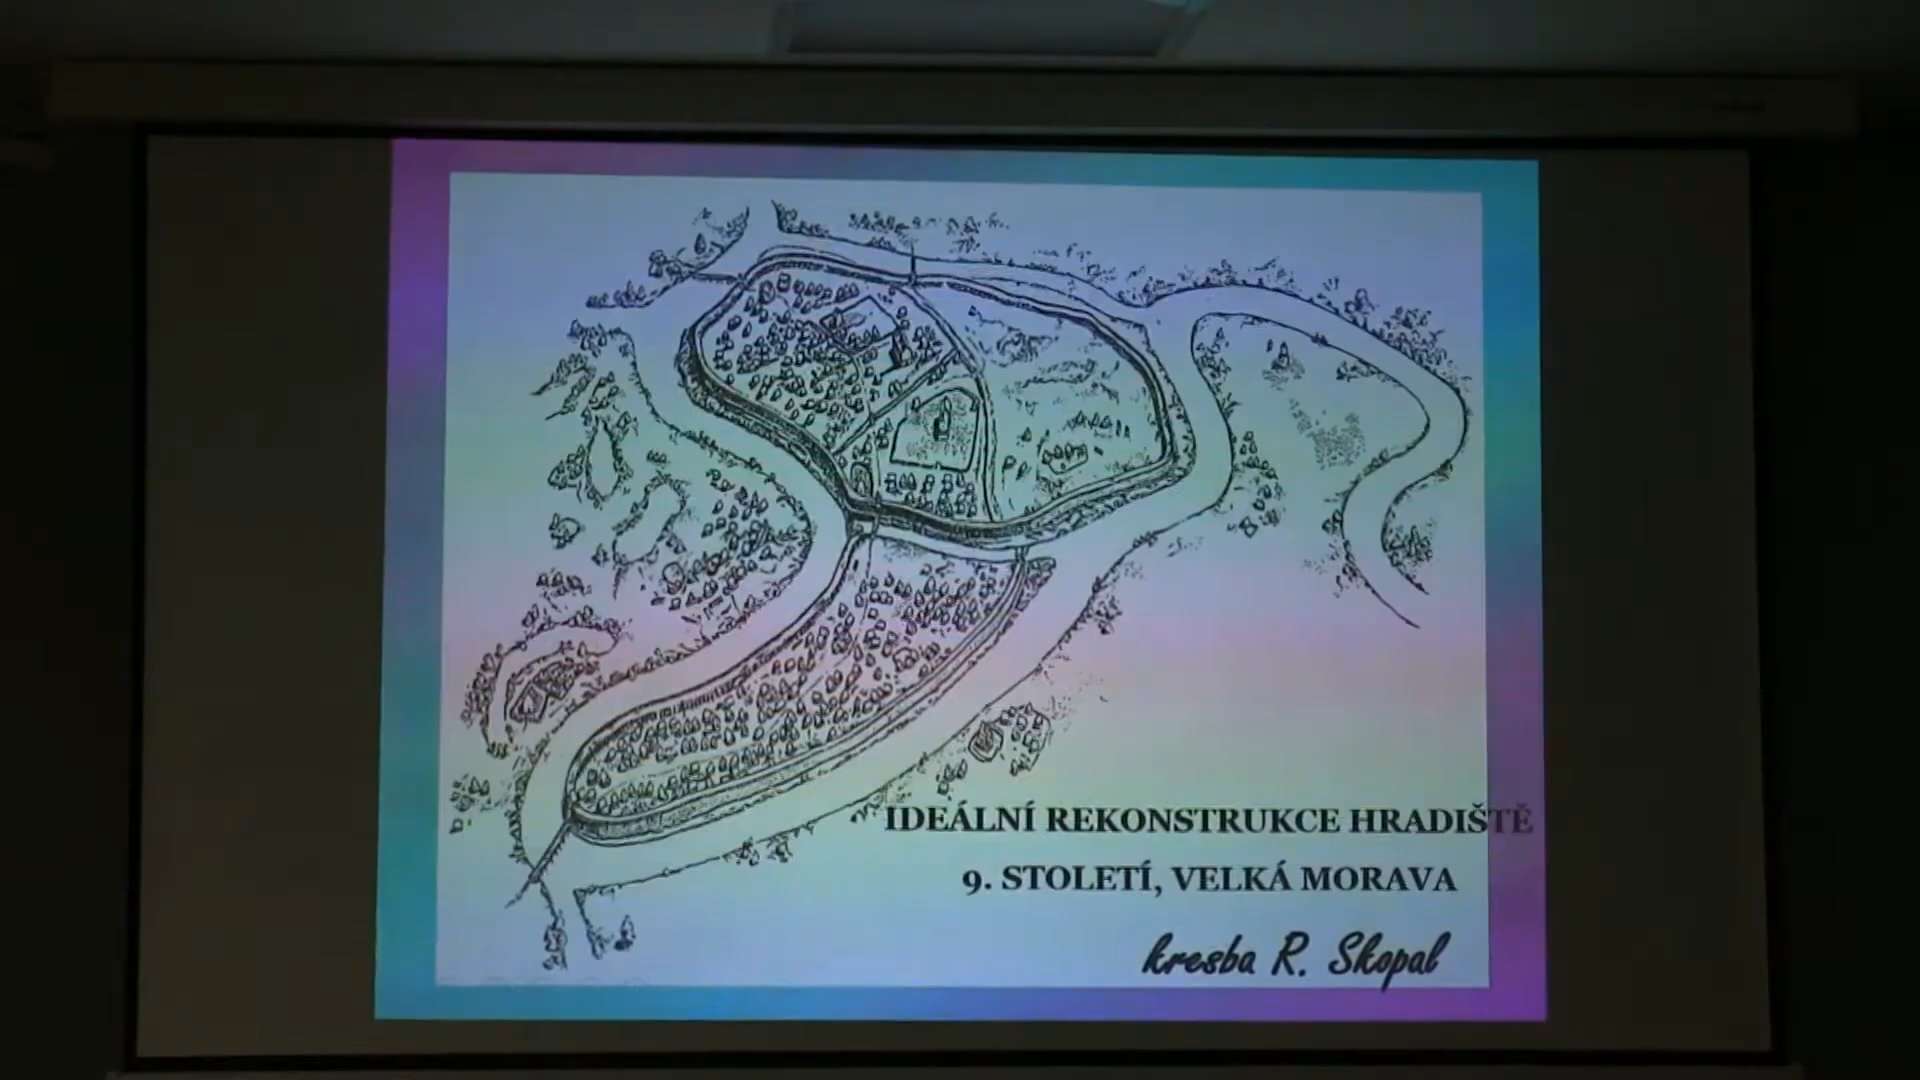 IDEÁLNÍ REKONSTRUKCE HRADIŠTĚ
9. STOLETÍ, VELKÁ MORAVA
kresba R. Skopal